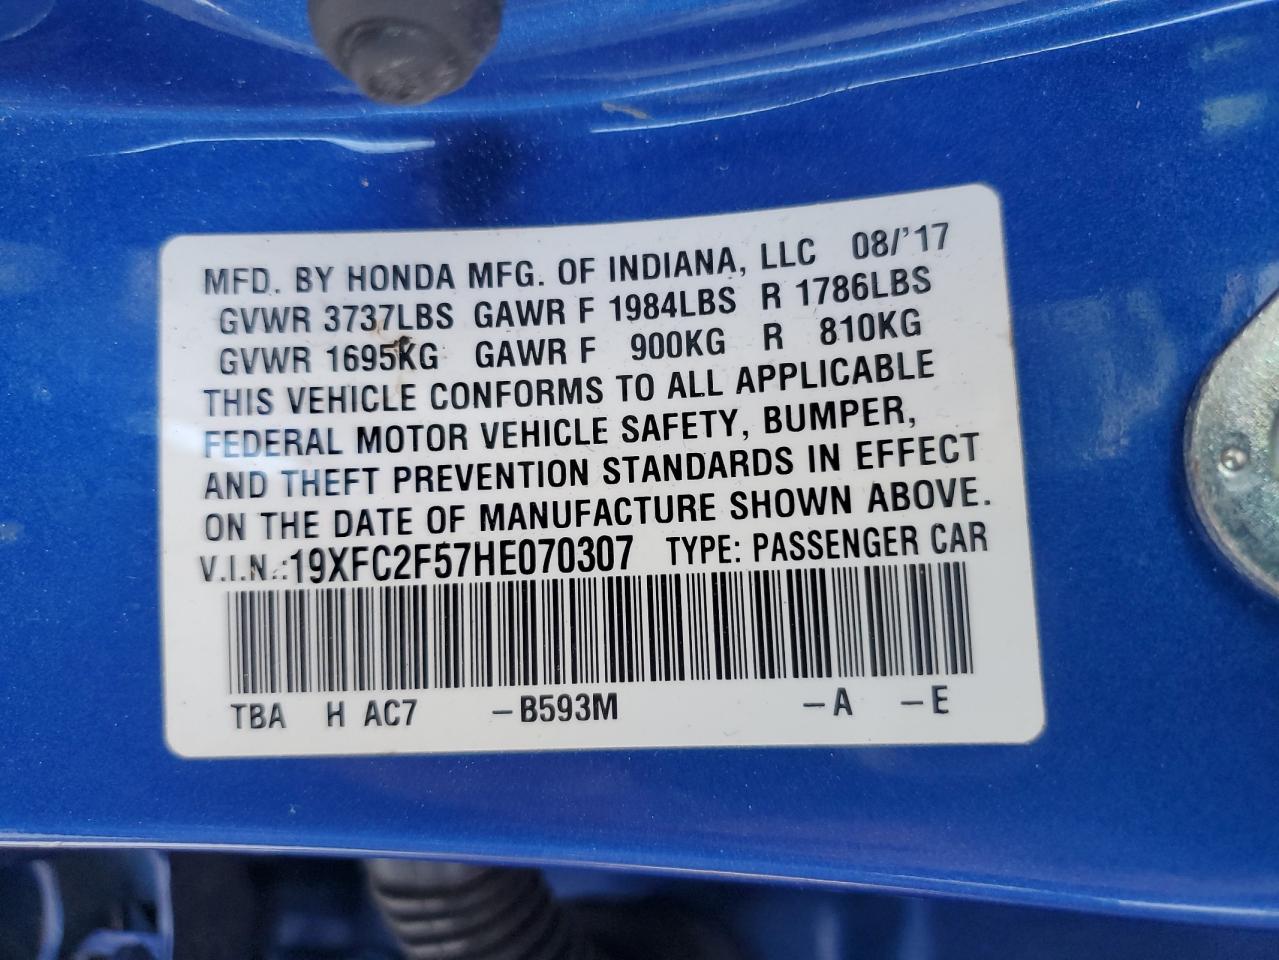 MFD. BY HONDA MFG. OF INDIANA, LLC 08/'17
GVWR 3737LBS GAWR F 1984LBS R 1786LBS
GVWR 1695KG GAWR F 900KG R 810KG
THIS VEHICLE CONFORMS TO ALL APPLICABLE
FEDERAL MOTOR VEHICLE SAFETY, BUMPER,
AND THEFT PREVENTION STANDARDS IN EFFECT
ON THE DATE OF MANUFACTURE SHOWN ABOVE.
V.I.N.:19XFC2F57HE070307 TYPE: PASSENGER CAR
TBA H AC7 –B593M –A –E